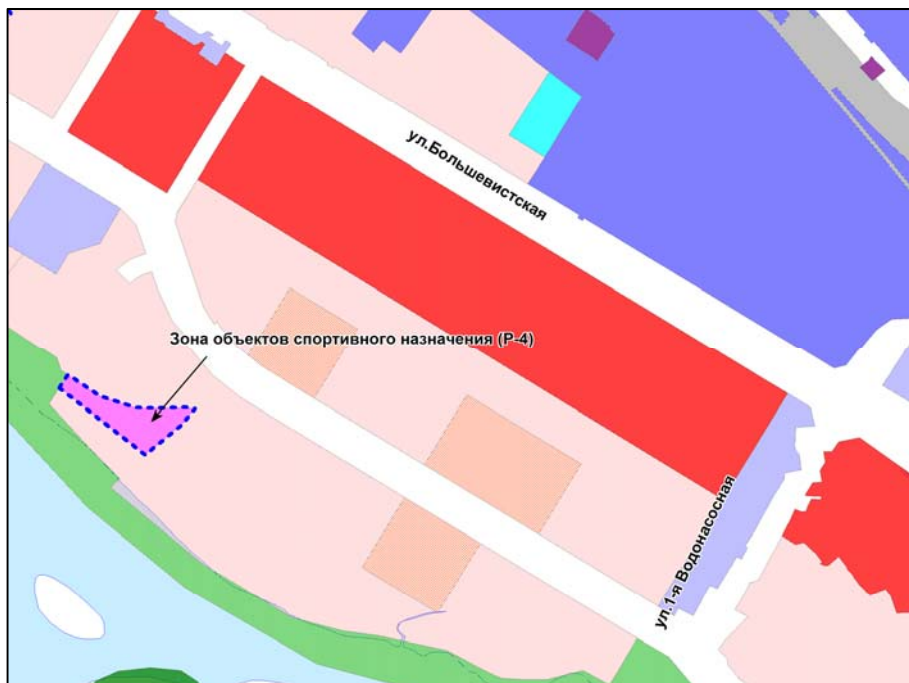 ул.Большевистская
Зона объектов спортивного назначения (Р-4)
ул.1-я Водонасосная